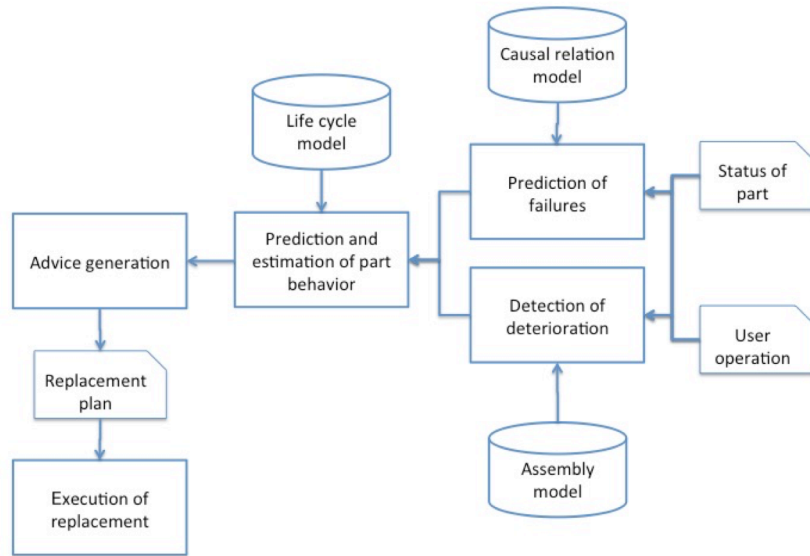 Causal relation
model
Life cycle
model
Prediction of
failures
Status of
part
Advice generation
Prediction and
estimation of part
behavior
Detection of
deterioration
User
operation
Replacement
plan
Execution of
replacement
Assembly
model